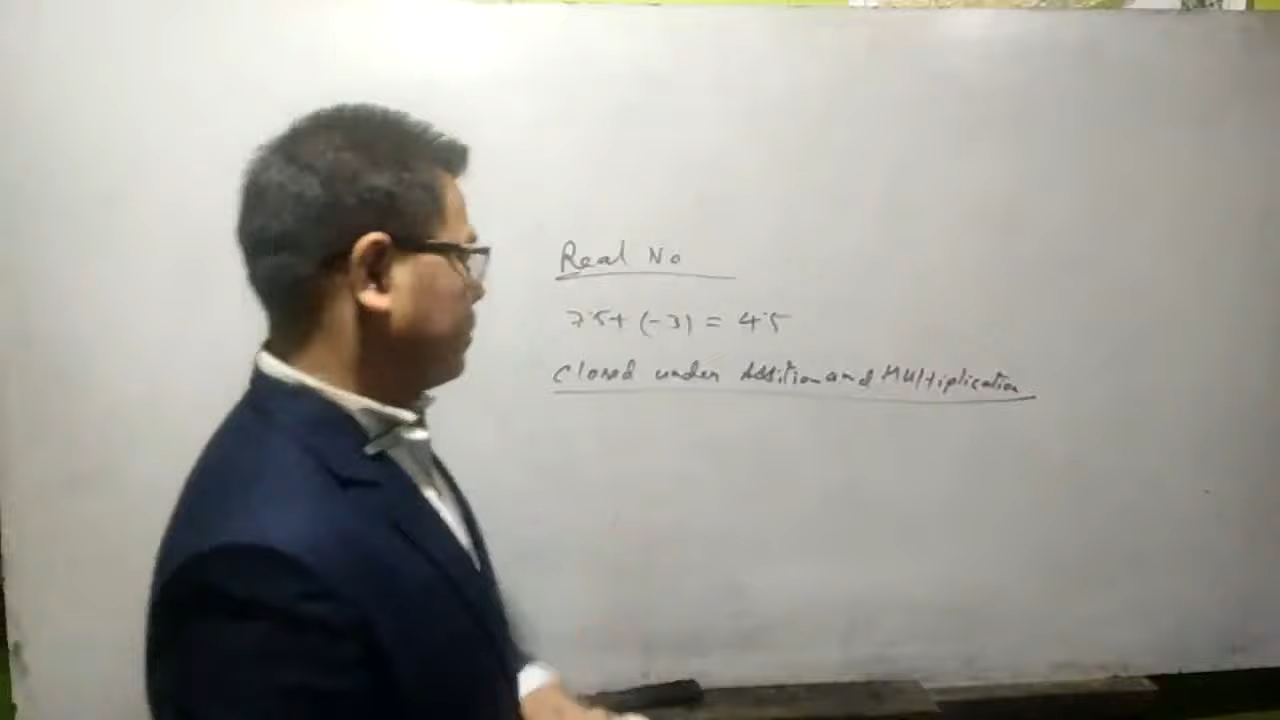 Real No
7.5+ (-3) = 4.5
Closed under Addition and Multiplication